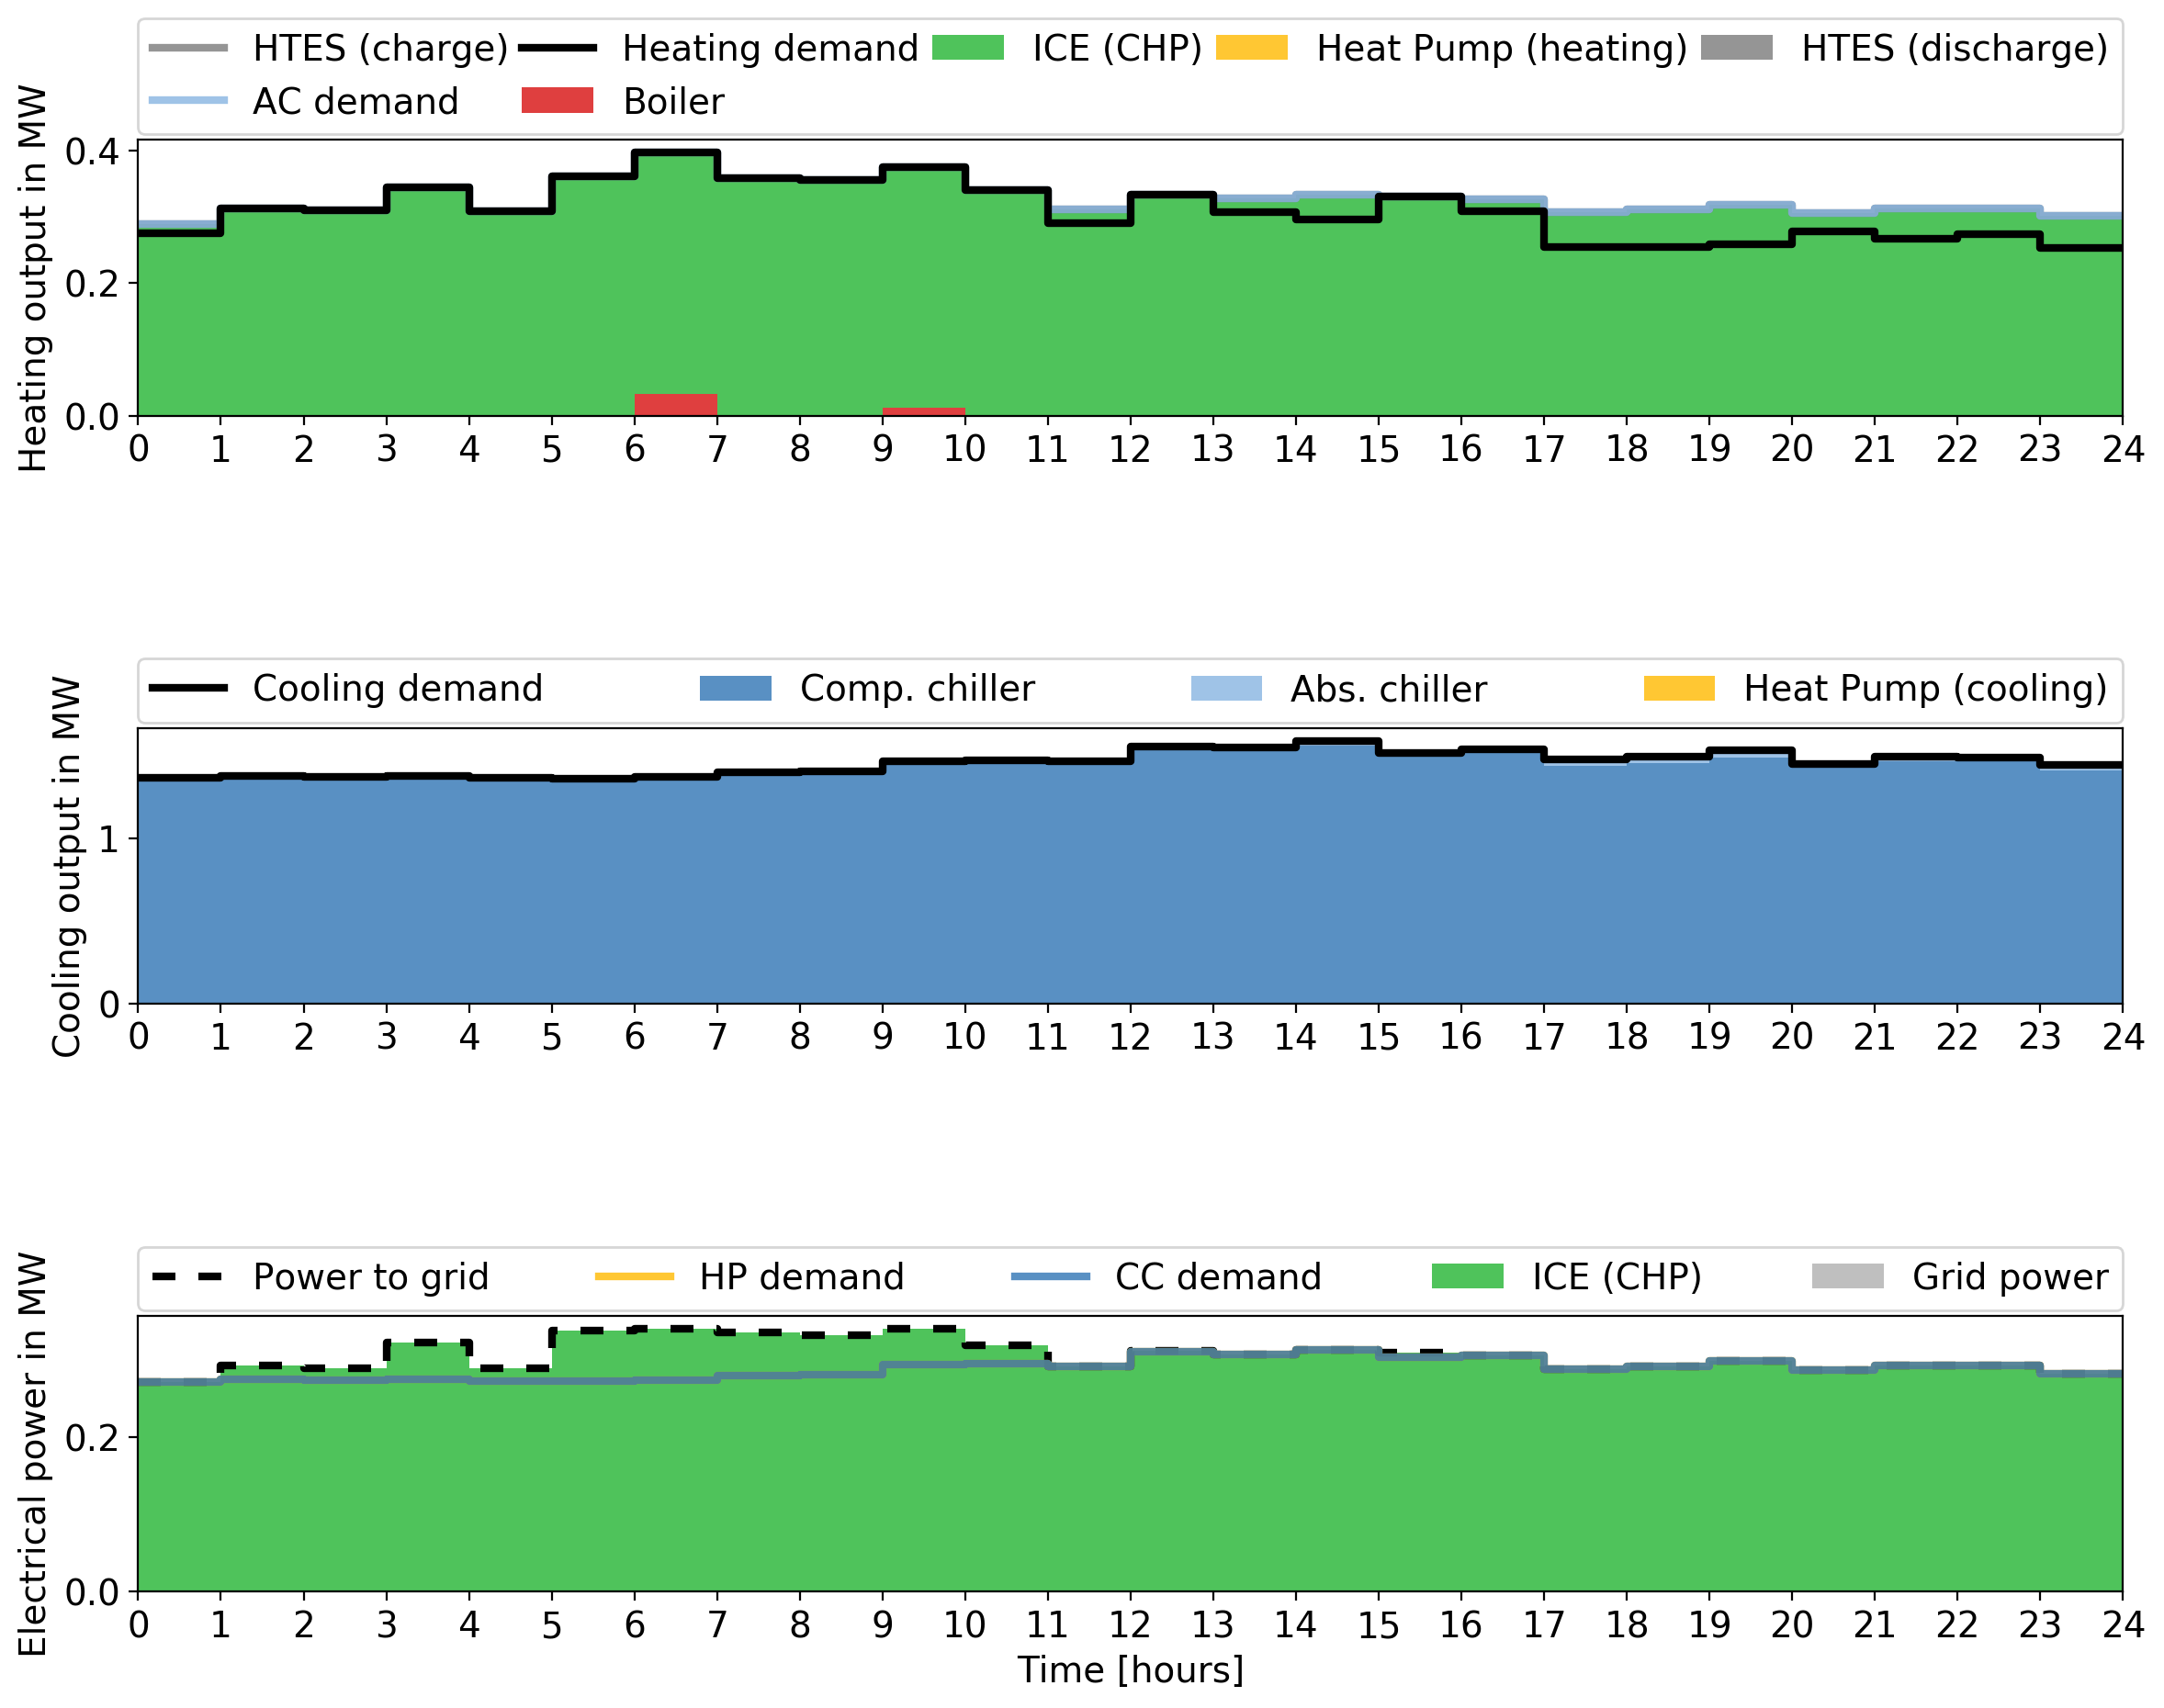 HTES (charge) Heating demand ICE (CHP) Heat Pump (heating) HTES (discharge)
AC demand Boiler
Heating output in MW
0.4
0.2
0.0
0 1 2 3 4 5 6 7 8 9 10 11 12 13 14 15 16 17 18 19 20 21 22 23 24
Cooling demand Comp. chiller Abs. chiller Heat Pump (cooling)
Cooling output in MW
1
0
0 1 2 3 4 5 6 7 8 9 10 11 12 13 14 15 16 17 18 19 20 21 22 23 24
Power to grid HP demand CC demand ICE (CHP) Grid power
Electrical power in MW
0.2
0.0
0 1 2 3 4 5 6 7 8 9 10 11 12 13 14 15 16 17 18 19 20 21 22 23 24
Time [hours]